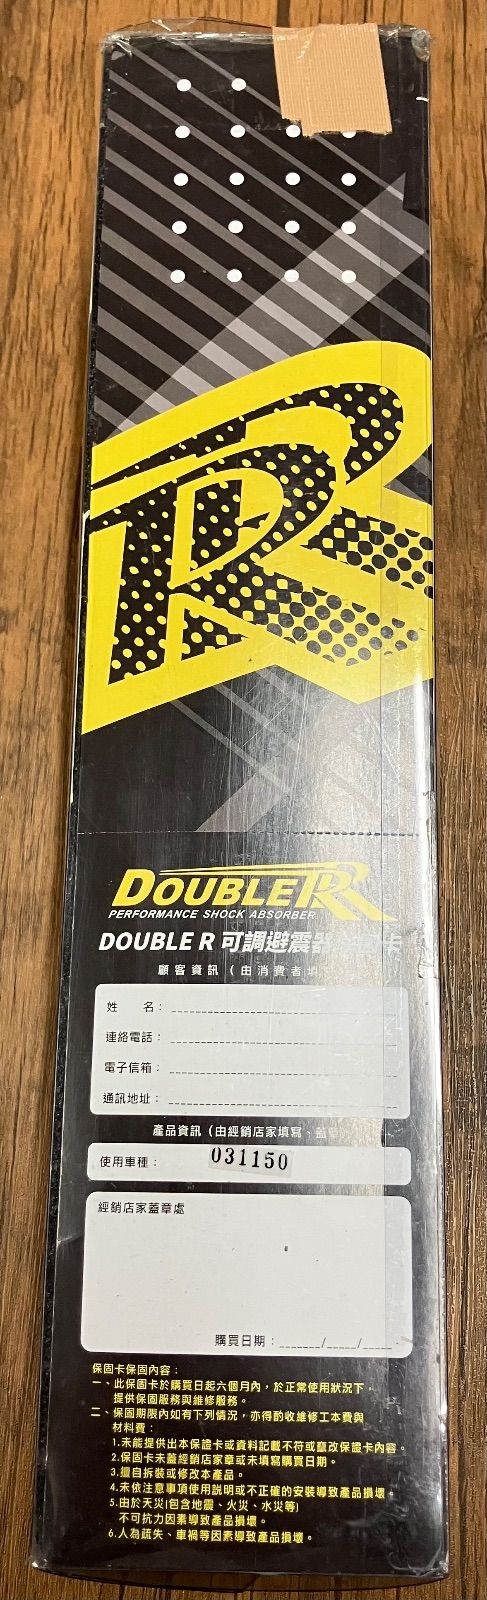 DOUBLER
PERFORMANCE SHOCK ABSORBER
DOUBLE R 可調避震器 卡
顧客資訊（由消費者填
姓 名：
連絡電話：
電子信箱：
通訊地址：
產品資訊（由經銷店家填寫、蓋章
使用車種：
031150
經銷店家蓋章處
購買日期：______/____/____
保固卡保固內容：
一、此保固卡於購買日起六個月內，於正常使用狀況下，
提供保固服務與維修服務。
二、保固期限內如有下列情況，亦得酌收維修工本費與
材料費：
1.未能提供出本保證卡或資料記載不符或竄改保證卡內容。
2.保固卡未蓋經銷店家章或未填寫購買日期。
3.擅自拆裝或修改本產品。
4.未依注意事項使用說明或不正確的安裝導致產品損壞。
5.由於天災(包含地震、火災、水災等)
不可抗力因素導致產品損壞。
6.人為疏失、車禍等因素導致產品損壞。